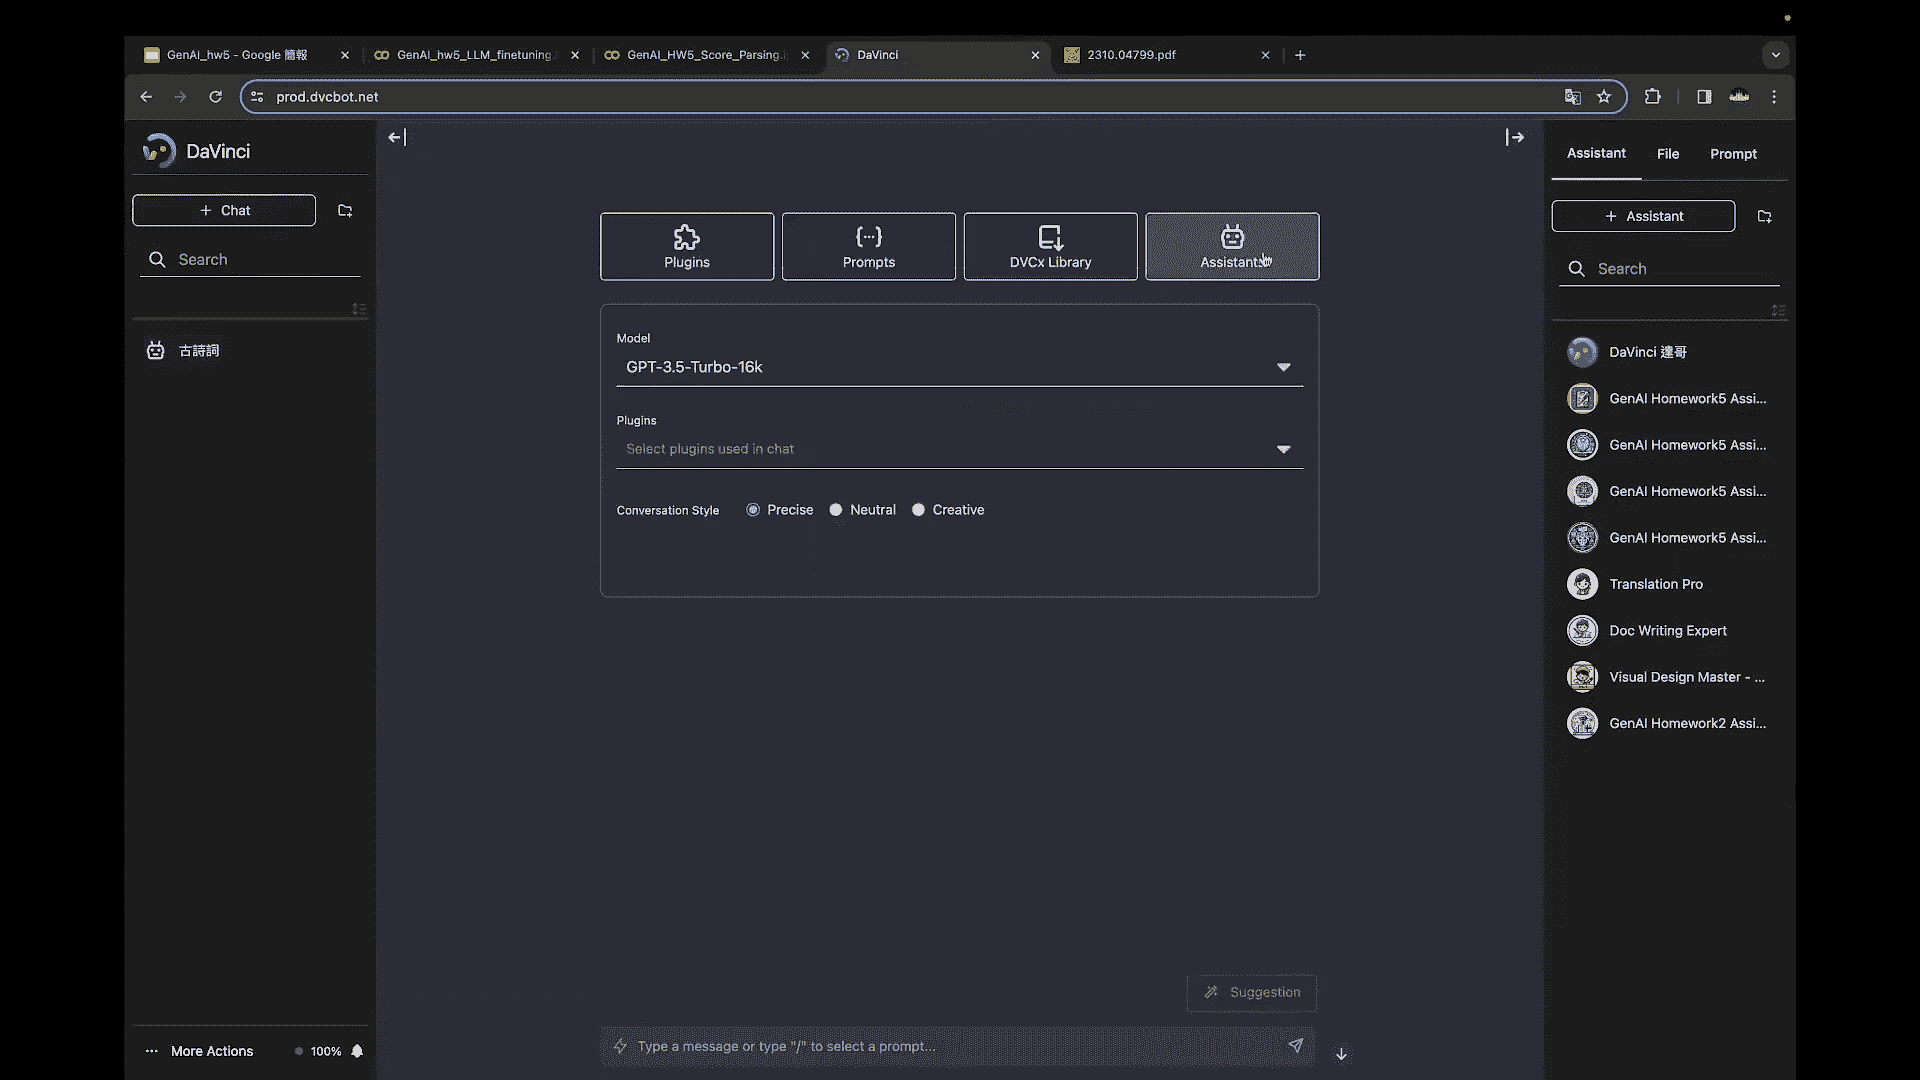 GenAI_hw5 - Google 簡報
GenAI_hw5_LLM_finetuning.
GenAI_HW5_Score_Parsing.i
DaVinci
2310.04799.pdf
prod.dvcbot.net
DaVinci
+ Chat
Search
古詩詞
More Actions
100%
Plugins
Prompts
DVCx Library
Assistants
Model
GPT-3.5-Turbo-16k
Plugins
Select plugins used in chat
Conversation Style
Precise
Neutral
Creative
Suggestion
Type a message or type "/" to select a prompt...
Assistant
File
Prompt
+ Assistant
Search
DaVinci 達哥
GenAI Homework5 Assi...
GenAI Homework5 Assi...
GenAI Homework5 Assi...
GenAI Homework5 Assi...
Translation Pro
Doc Writing Expert
Visual Design Master - ...
GenAI Homework2 Assi...